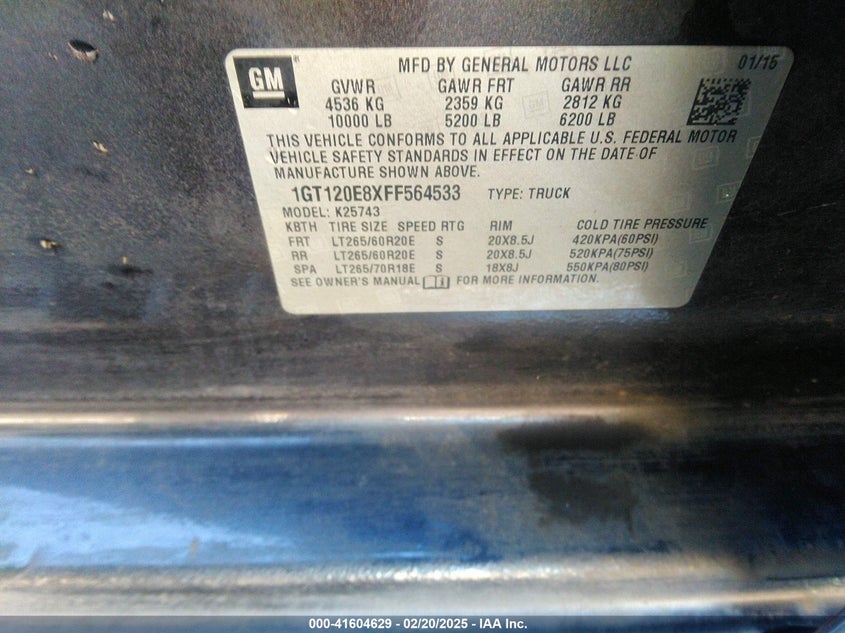 GM
MFD BY GENERAL MOTORS LLC 01/15
GVWR GAWR FRT GAWR RR
4536 KG 2359 KG 2812 KG
10000 LB 5200 LB 6200 LB
THIS VEHICLE CONFORMS TO ALL APPLICABLE U.S. FEDERAL MOTOR
VEHICLE SAFETY STANDARDS IN EFFECT ON THE DATE OF
MANUFACTURE SHOWN ABOVE.
1GT120E8XFF564533 TYPE: TRUCK
MODEL: K25743
KBTH TIRE SIZE SPEED RTG RIM COLD TIRE PRESSURE
FRT LT265/60R20E S 20X8.5J 420KPA(60PSI)
RR LT265/60R20E S 20X8.5J 520KPA(75PSI)
SPA LT265/70R18E S 18X8J 550KPA(80PSI)
SEE OWNER'S MANUAL FOR MORE INFORMATION.
000-41604629 - 02/20/2025 - IAA Inc.